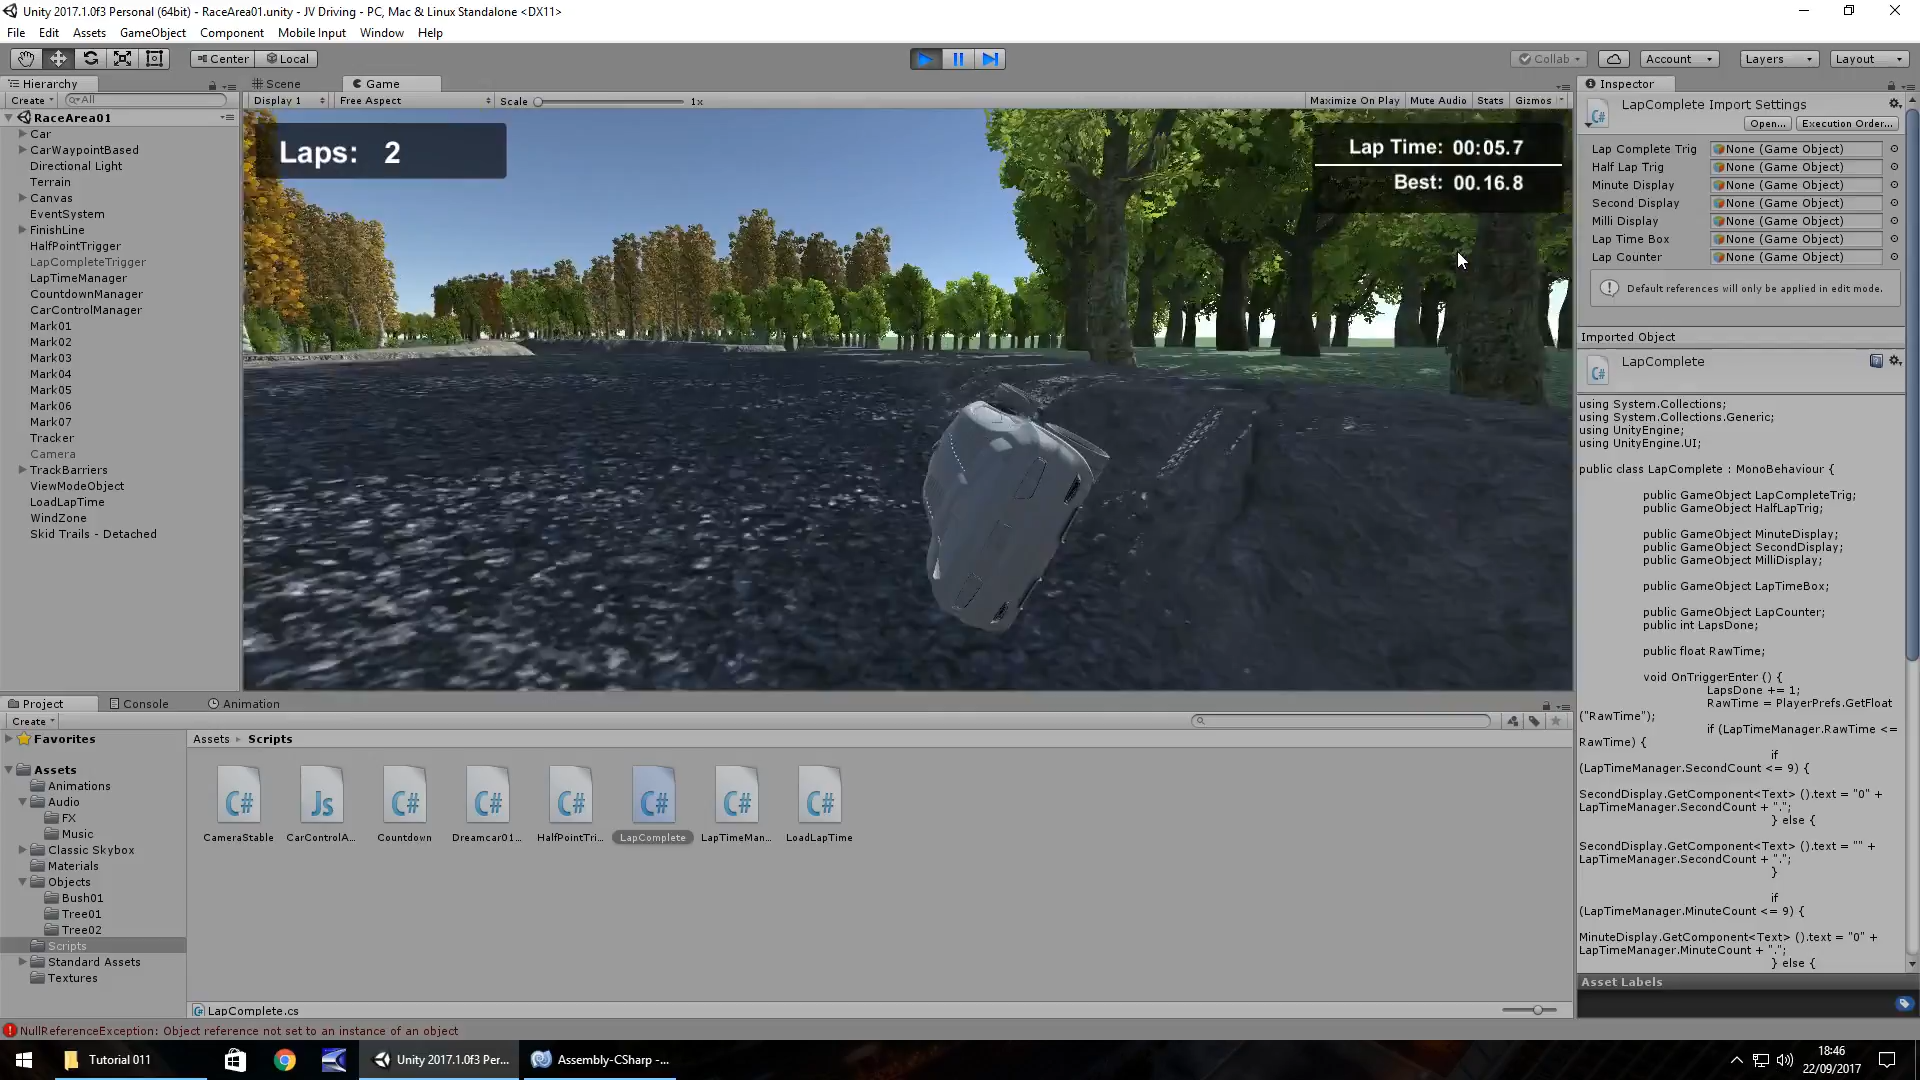 Unity 2017.1.0f3 Personal (64bit) - RaceArea01.unity - JV Driving - PC, Mac & Linux Standalone <DX11>
File Edit Assets GameObject Component Mobile Input Window Help
Center Local Collab Account Layers Layout
Hierarchy Scene Game Inspector
Create All Display 1 Free Aspect Scale 1x Maximize On Play Mute Audio Stats Gizmos
RaceArea01
Car
CarWaypointBased
Directional Light
Terrain
Canvas
EventSystem
FinishLine
HalfPointTrigger
LapCompleteTrigger
LapTimeManager
CountdownManager
CarControlManager
Mark01
Mark02
Mark03
Mark04
Mark05
Mark06
Mark07
Tracker
Camera
TrackBarriers
ViewModeObject
LoadLapTime
WindZone
Skid Trails - Detached
Laps: 2
Lap Time: 00:05.7
Best: 00.16.8
LapComplete Import Settings
Open... Execution Order...
Lap Complete Trig None (Game Object)
Half Lap Trig None (Game Object)
Minute Display None (Game Object)
Second Display None (Game Object)
Milli Display None (Game Object)
Lap Time Box None (Game Object)
Lap Counter None (Game Object)
Default references will only be applied in edit mode.
Imported Object
LapComplete
using System.Collections;
using System.Collections.Generic;
using UnityEngine;
using UnityEngine.UI;
public class LapComplete : MonoBehaviour {
public GameObject LapCompleteTrig;
public GameObject HalfLapTrig;
public GameObject MinuteDisplay;
public GameObject SecondDisplay;
public GameObject MilliDisplay;
public GameObject LapTimeBox;
public GameObject LapCounter;
public int LapsDone;
public float RawTime;
void OnTriggerEnter () {
LapsDone += 1;
RawTime = PlayerPrefs.GetFloat
("RawTime");
if (LapTimeManager.RawTime <=
RawTime) {
if
(LapTimeManager.SecondCount <= 9) {
SecondDisplay.GetComponent<Text> ().text = "0" +
LapTimeManager.SecondCount + ".";
} else {
SecondDisplay.GetComponent<Text> ().text = "" +
LapTimeManager.SecondCount + ".";
}
if
(LapTimeManager.MinuteCount <= 9) {
MinuteDisplay.GetComponent<Text> ().text = "0" +
LapTimeManager.MinuteCount + ".";
} else {
Asset Labels
Project Console Animation
Create
Favorites
Assets
Animations
Audio
FX
Music
Classic Skybox
Materials
Objects
Bush01
Tree01
Tree02
Scripts
Standard Assets
Textures
Assets Scripts
C# Js C# C# C# C# C# C#
CameraStable CarControlA... Countdown Dreamcar01... HalfPointTri... LapComplete LapTimeMan... LoadLapTime
LapComplete.cs
NullReferenceException: Object reference not set to an instance of an object
Tutorial 011 Unity 2017.1.0f3 Per... Assembly-CSharp -...
18:46
22/09/2017